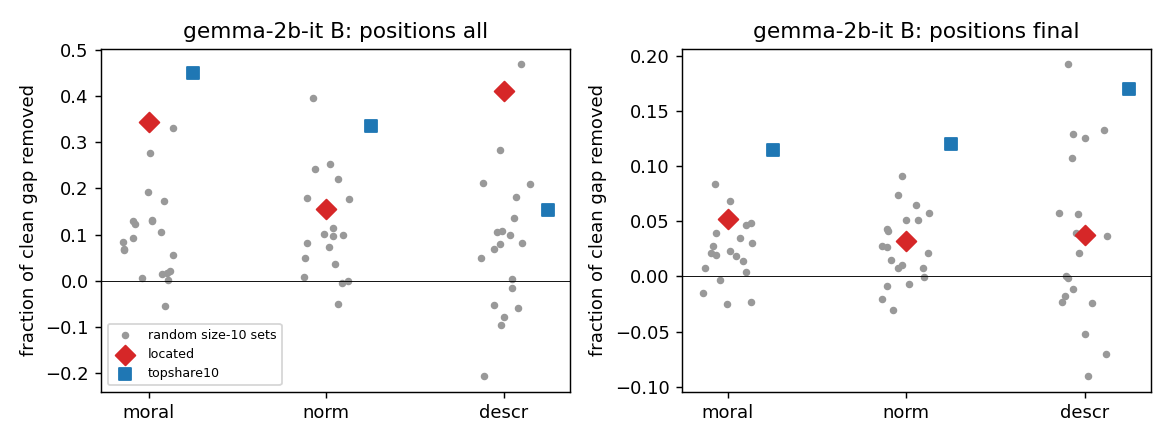 gemma-2b-it B: positions all
fraction of clean gap removed
0.5
0.4
0.3
0.2
0.1
0.0
−0.1
−0.2
random size-10 sets
located
topshare10
moral
norm
descr
gemma-2b-it B: positions final
fraction of clean gap removed
0.20
0.15
0.10
0.05
0.00
−0.05
−0.10
moral
norm
descr